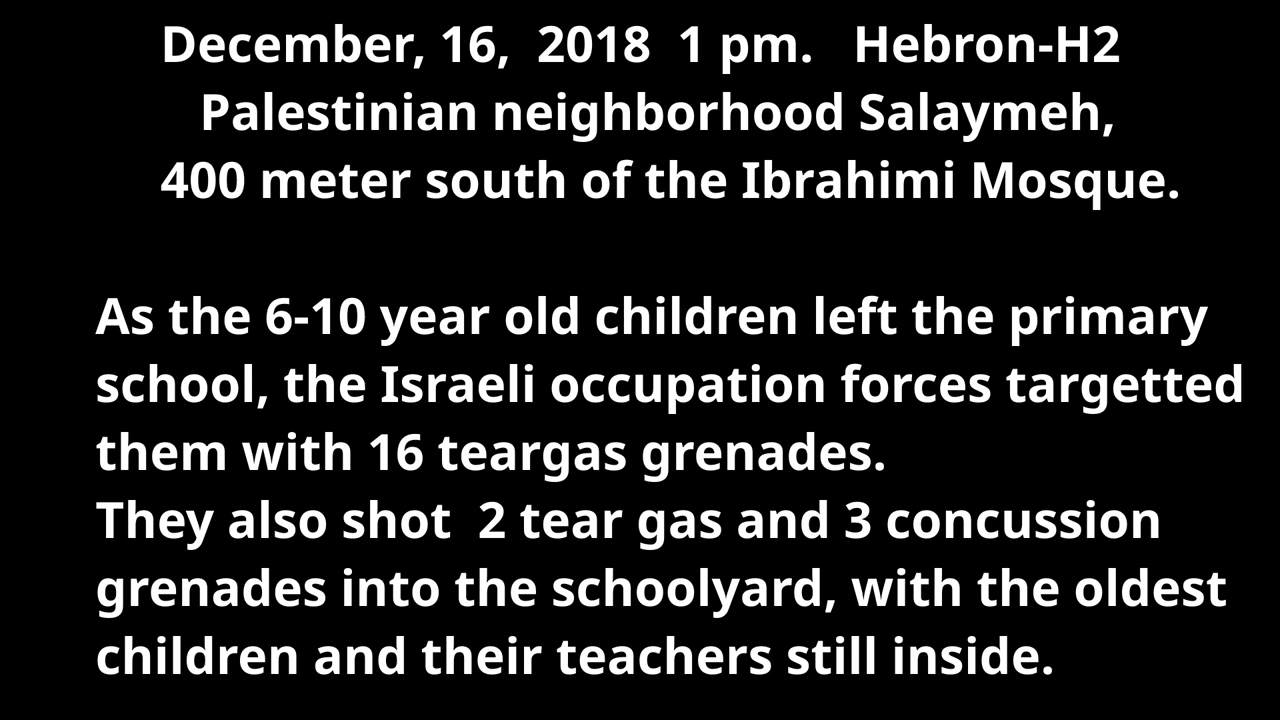 December, 16,  2018  1 pm.   Hebron-H2
Palestinian neighborhood Salaymeh,
400 meter south of the Ibrahimi Mosque.
As the 6-10 year old children left the primary
school, the Israeli occupation forces targetted
them with 16 teargas grenades.
They also shot  2 tear gas and 3 concussion
grenades into the schoolyard, with the oldest
children and their teachers still inside.